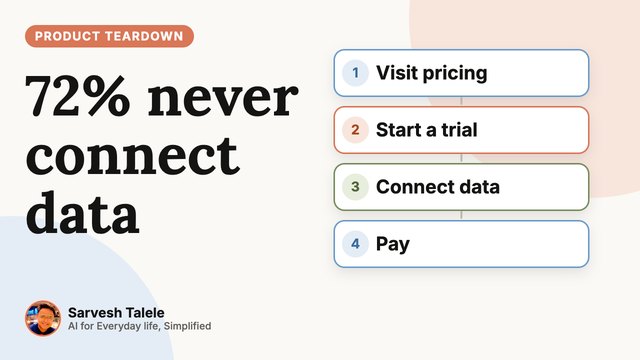 PRODUCT TEARDOWN
72% never
connect
data
1 Visit pricing
2 Start a trial
3 Connect data
4 Pay
Sarvesh Talele
AI for Everyday life, Simplified